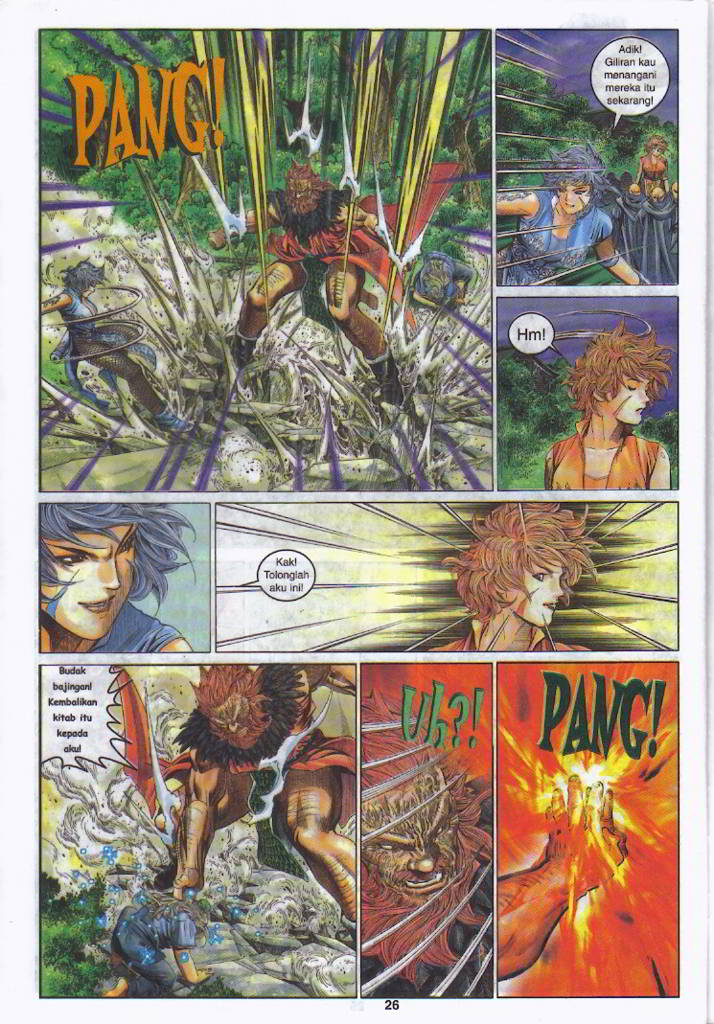 PANG!
Adik!
Giliran kau
menangani
mereka itu
sekarang!
Hm!
Kak!
Tolonglah
aku ini!
Budak
bajingan!
Kembalikan
kitab itu
kepada
aku!
Uh?!
PANG!
26